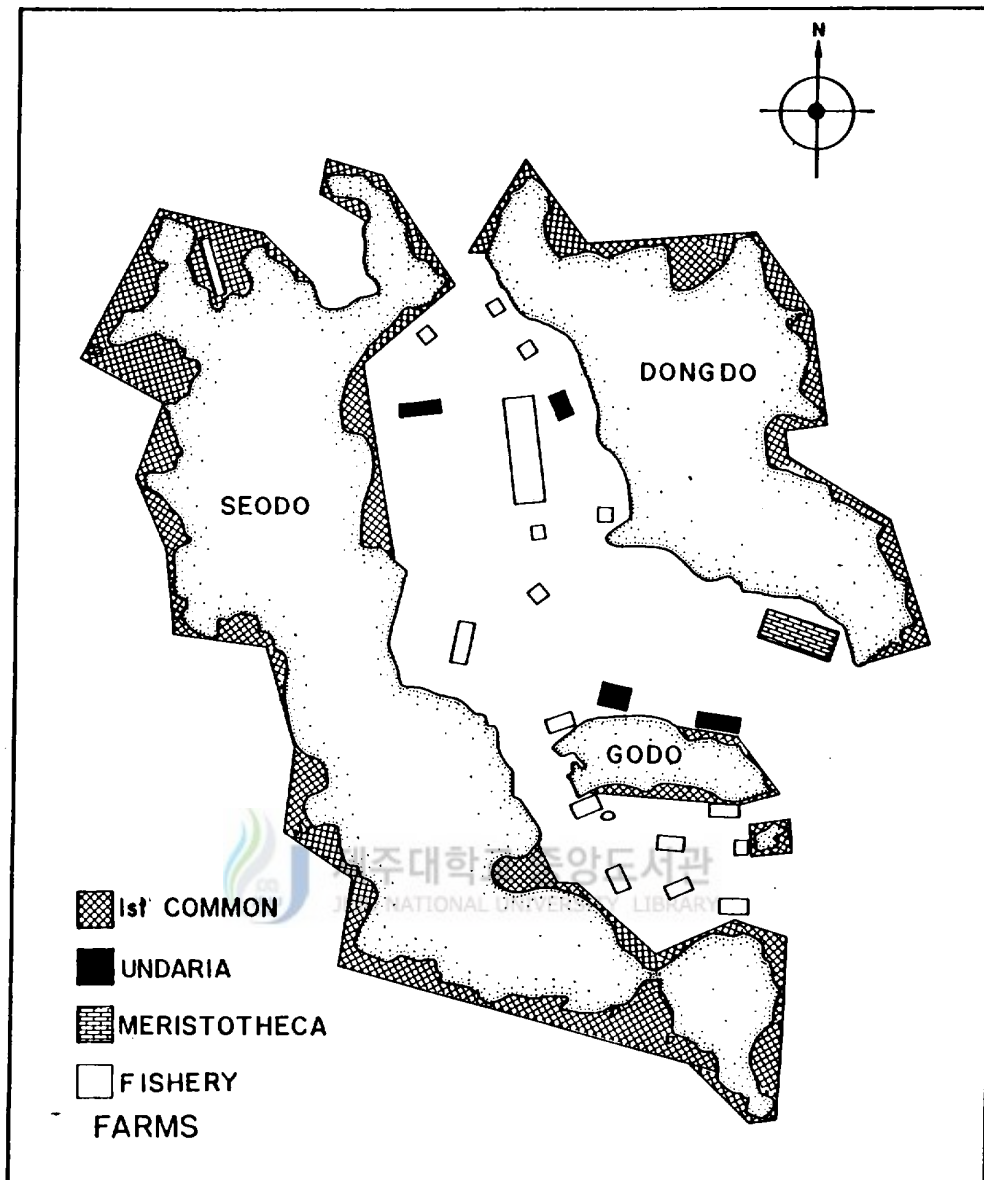 N
DONGDO
SEODO
GODO
제주대학교 중앙도서관
JEJU NATIONAL UNIVERSITY LIBRARY
1st COMMON
UNDARIA
MERISTOTHECA
FISHERY
FARMS